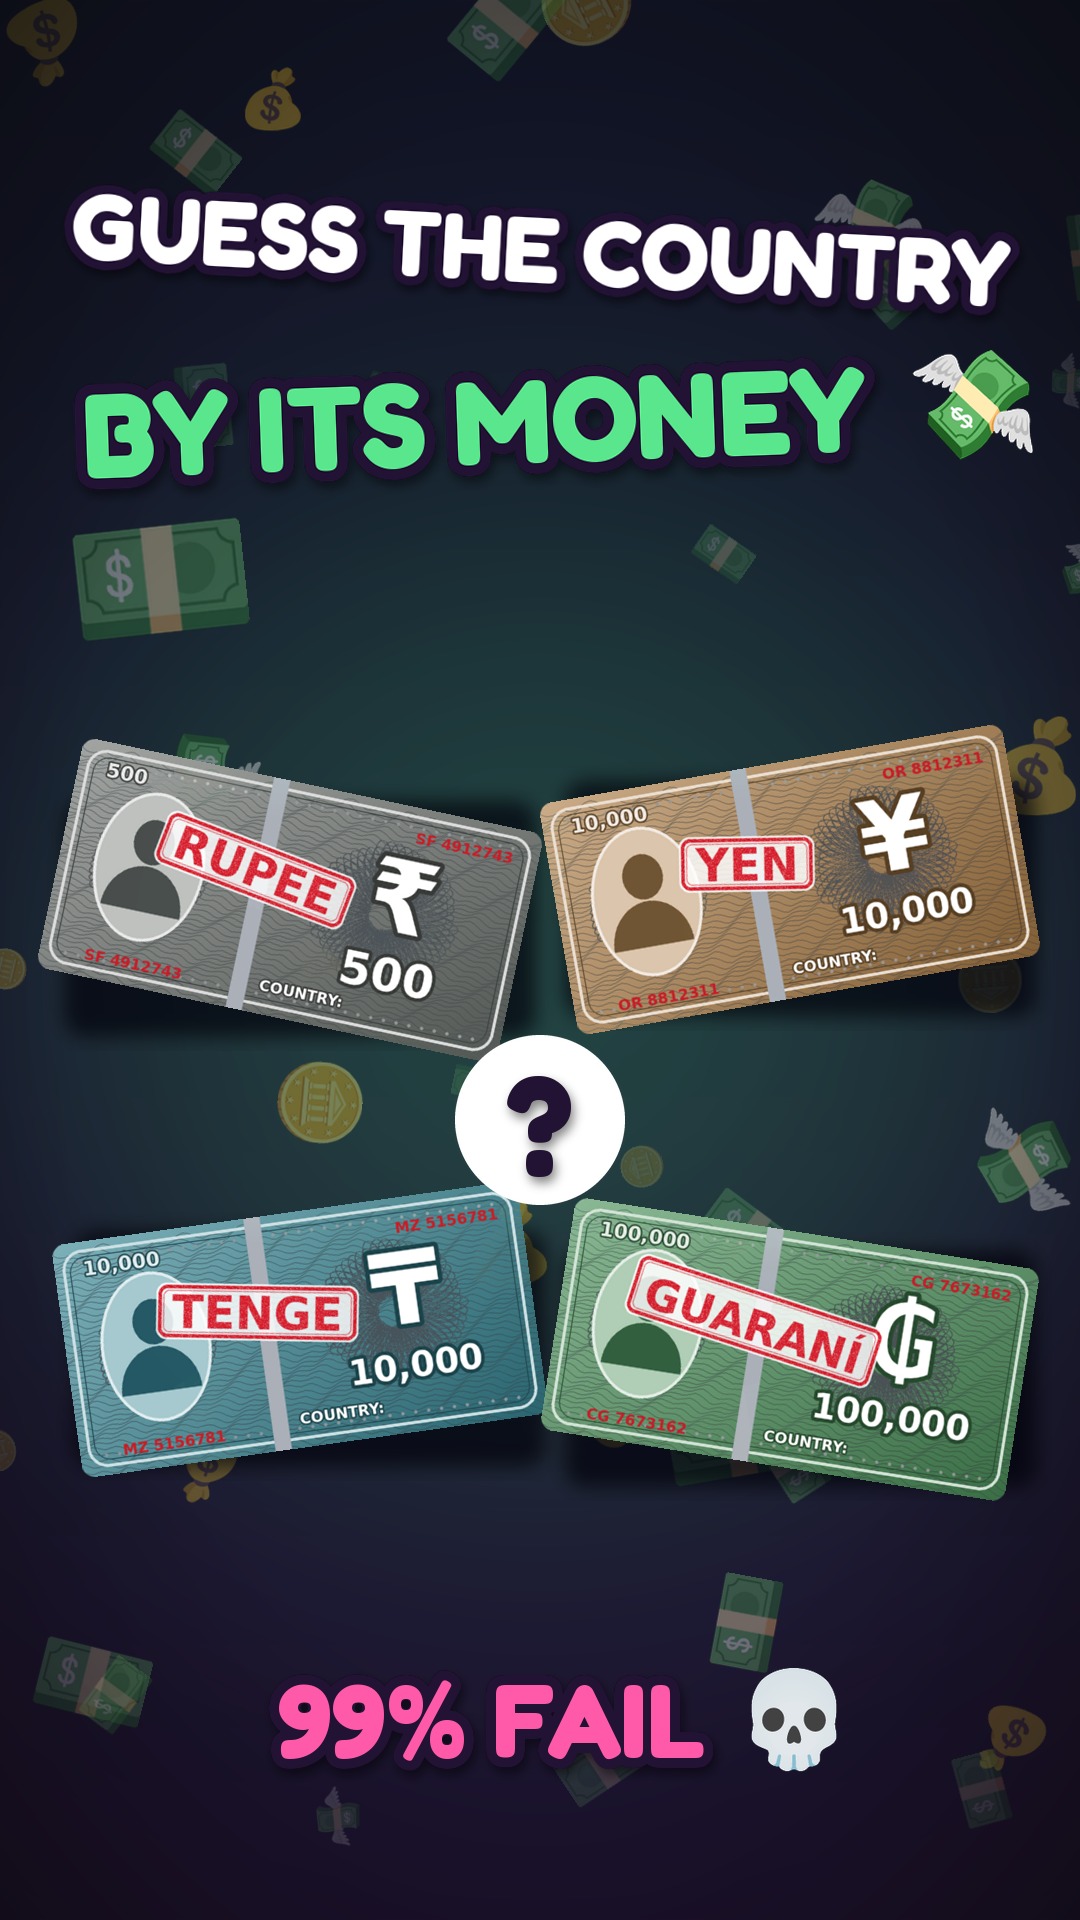 GUESS THE COUNTRY
BY ITS MONEY
500
SF 4912743
RUPEE
₹
500
SF 4912743
COUNTRY:
10,000
OR 8812311
YEN
¥
10,000
COUNTRY:
OR 8812311
?
10,000
MZ 5156781
TENGE
₸
10,000
COUNTRY:
MZ 5156781
100,000
CG 7673162
GUARANÍ
₲
100,000
CG 7673162
COUNTRY:
99% FAIL